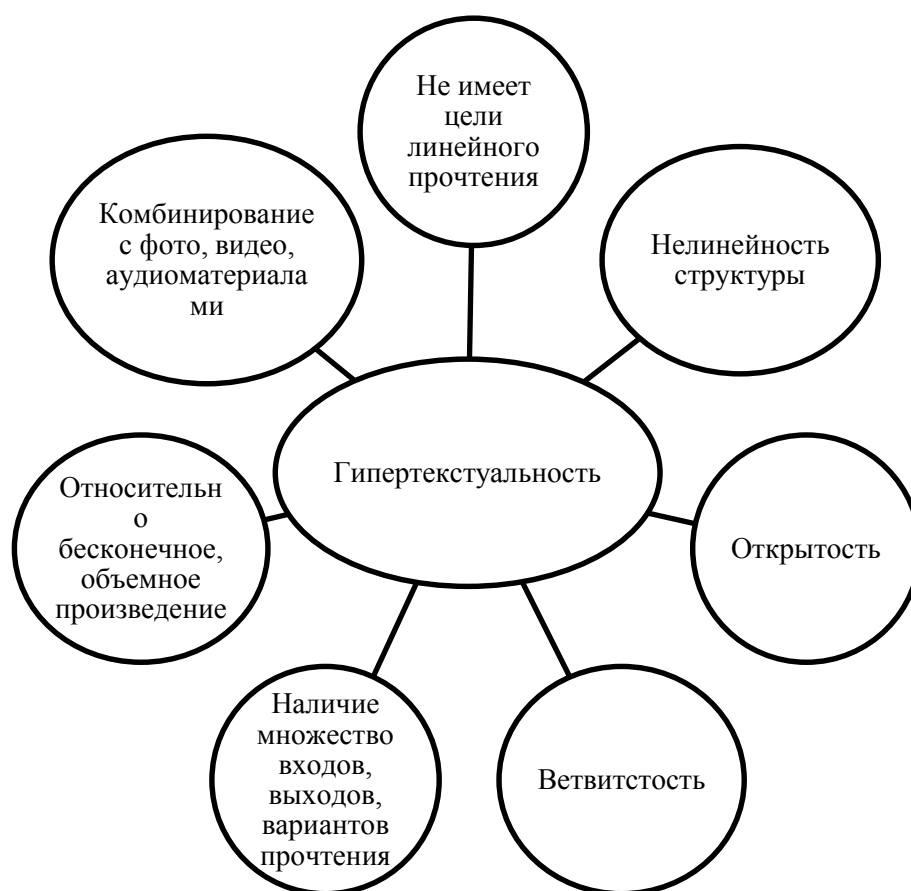 Не имеет
цели
линейного
прочтения
Нелинейность
структуры
Открытость
Ветвитстость
Наличие
множество
входов,
выходов,
вариантов
прочтения
Относительн
о
бесконечное,
объемное
произведение
Комбинирование
с фото, видео,
аудиоматериала
ми
Гипертекстуальность